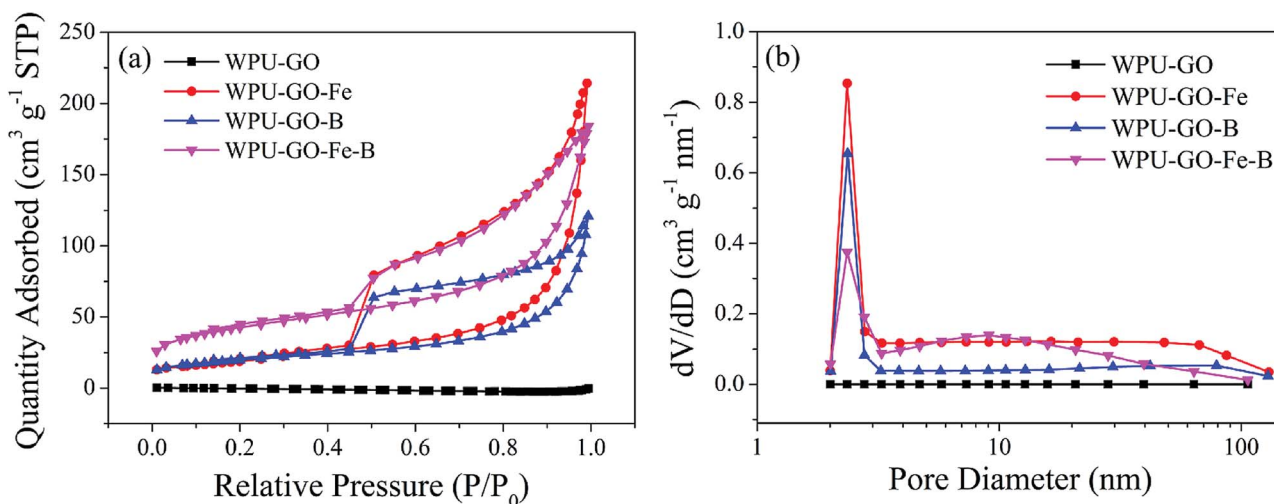 (a)
WPU-GO
WPU-GO-Fe
WPU-GO-B
WPU-GO-Fe-B
Quantity Adsorbed (cm³ g⁻¹ STP)
250
200
150
100
50
0
0.0 0.2 0.4 0.6 0.8 1.0
Relative Pressure (P/P₀)
(b)
WPU-GO
WPU-GO-Fe
WPU-GO-B
WPU-GO-Fe-B
dV/dD (cm³ g⁻¹ nm⁻¹)
1.0
0.8
0.6
0.4
0.2
0.0
1 10 100
Pore Diameter (nm)